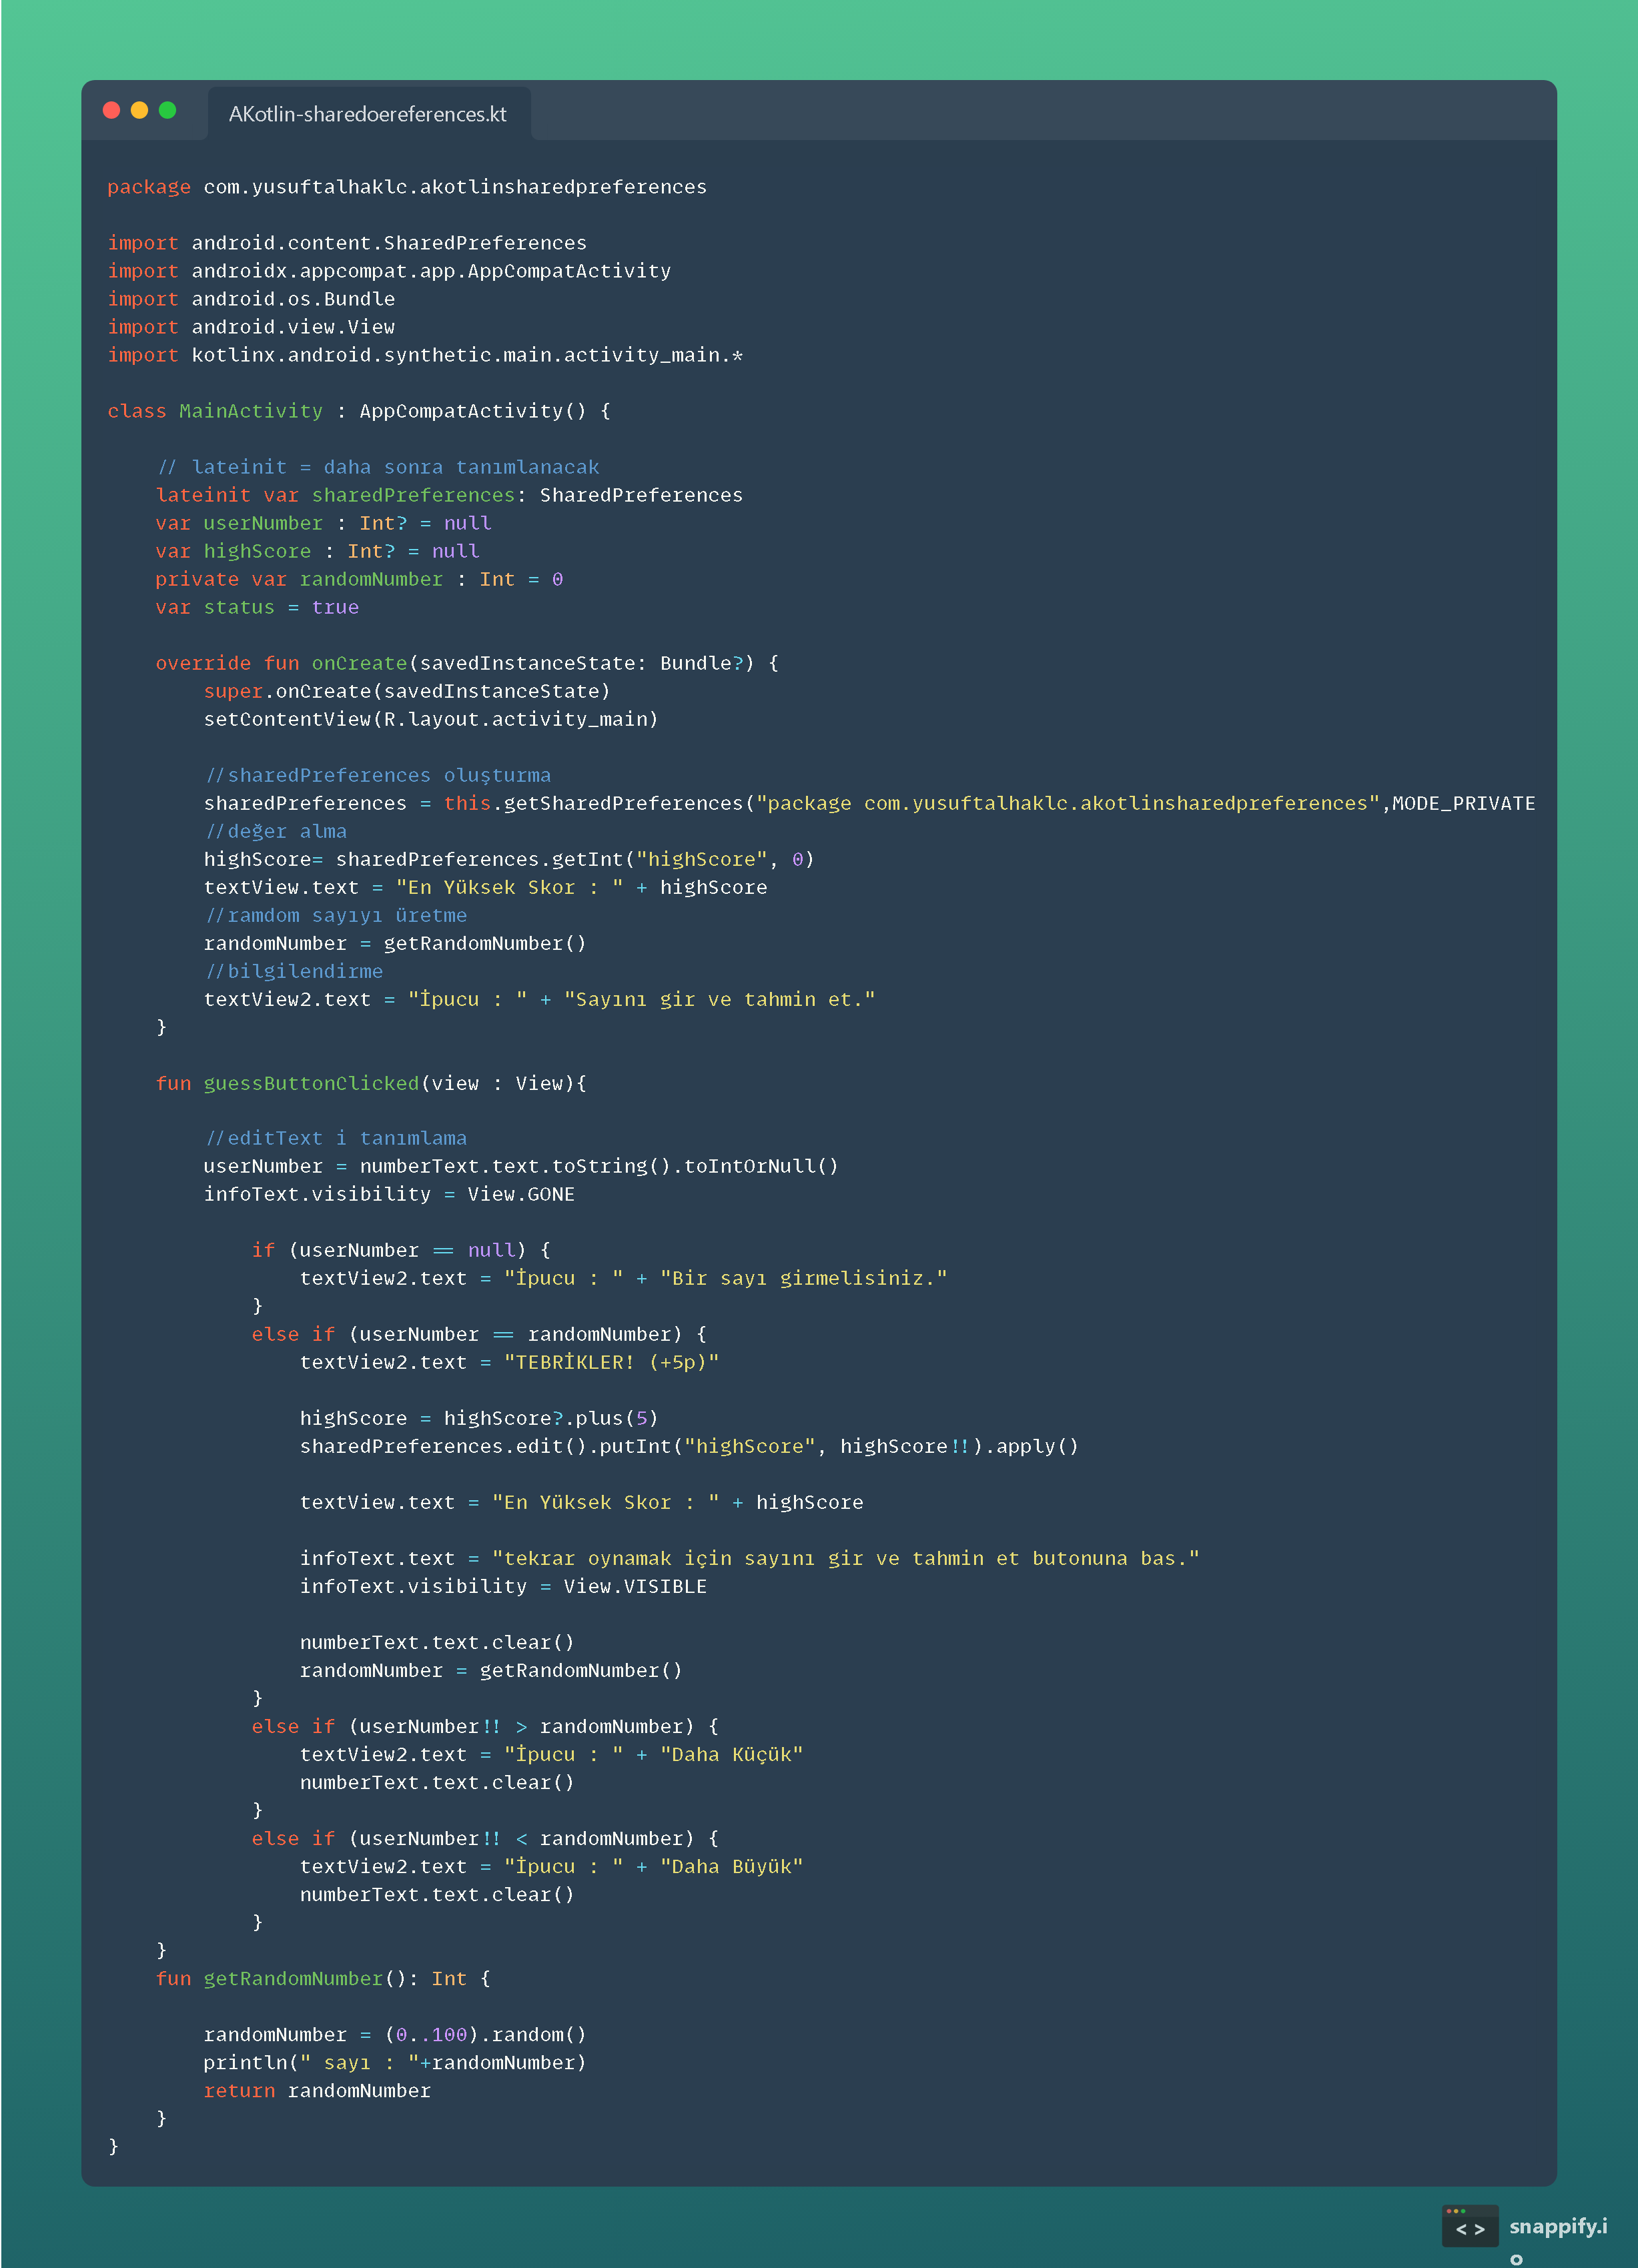 AKotlin-sharedoereferences.kt
package com.yusuftalhaklc.akotlinsharedpreferences
import android.content.SharedPreferences
import androidx.appcompat.app.AppCompatActivity
import android.os.Bundle
import android.view.View
import kotlinx.android.synthetic.main.activity_main.*
class MainActivity : AppCompatActivity() {
// lateinit = daha sonra tanımlanacak
lateinit var sharedPreferences: SharedPreferences
var userNumber : Int? = null
var highScore : Int? = null
private var randomNumber : Int = 0
var status = true
override fun onCreate(savedInstanceState: Bundle?) {
super.onCreate(savedInstanceState)
setContentView(R.layout.activity_main)
//sharedPreferences oluşturma
sharedPreferences = this.getSharedPreferences("package com.yusuftalhaklc.akotlinsharedpreferences",MODE_PRIVATE
//değer alma
highScore= sharedPreferences.getInt("highScore", 0)
textView.text = "En Yüksek Skor : " + highScore
//ramdom sayıyı üretme
randomNumber = getRandomNumber()
//bilgilendirme
textView2.text = "İpucu : " + "Sayını gir ve tahmin et."
}
fun guessButtonClicked(view : View){
//editText i tanımlama
userNumber = numberText.text.toString().toIntOrNull()
infoText.visibility = View.GONE
if (userNumber == null) {
textView2.text = "İpucu : " + "Bir sayı girmelisiniz."
}
else if (userNumber == randomNumber) {
textView2.text = "TEBRİKLER! (+5p)"
highScore = highScore?.plus(5)
sharedPreferences.edit().putInt("highScore", highScore!!).apply()
textView.text = "En Yüksek Skor : " + highScore
infoText.text = "tekrar oynamak için sayını gir ve tahmin et butonuna bas."
infoText.visibility = View.VISIBLE
numberText.text.clear()
randomNumber = getRandomNumber()
}
else if (userNumber!! > randomNumber) {
textView2.text = "İpucu : " + "Daha Küçük"
numberText.text.clear()
}
else if (userNumber!! < randomNumber) {
textView2.text = "İpucu : " + "Daha Büyük"
numberText.text.clear()
}
}
fun getRandomNumber(): Int {
randomNumber = (0..100).random()
println(" sayı : "+randomNumber)
return randomNumber
}
}
< > snappify.i
o